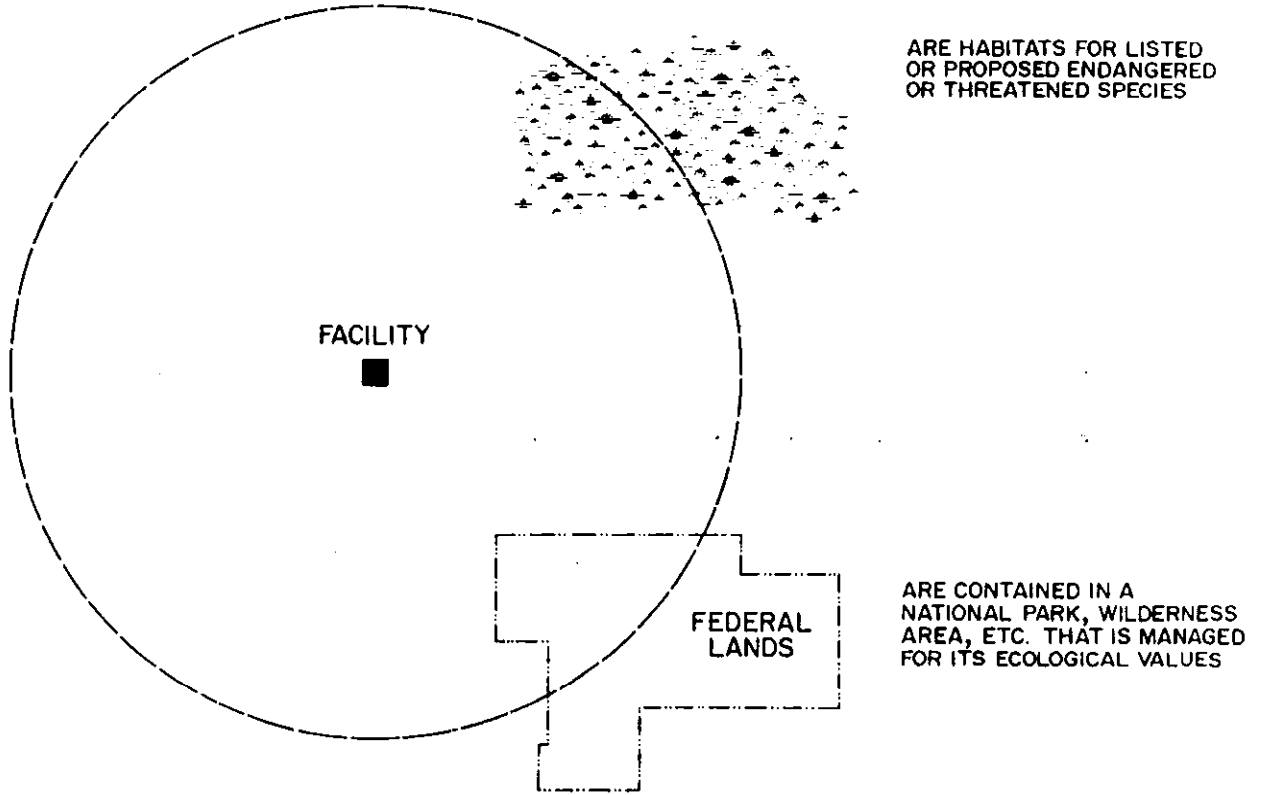 ARE HABITATS FOR LISTED
OR PROPOSED ENDANGERED
OR THREATENED SPECIES
FACILITY
FEDERAL
LANDS
ARE CONTAINED IN A
NATIONAL PARK, WILDERNESS
AREA, ETC. THAT IS MANAGED
FOR ITS ECOLOGICAL VALUES